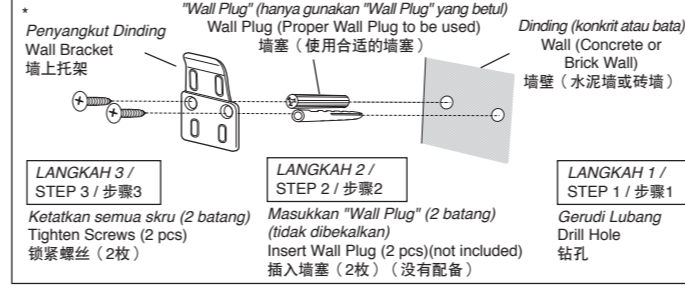 *
Penyangkut Dinding
Wall Bracket
墙上托架
"Wall Plug" (hanya gunakan "Wall Plug" yang betul)
Wall Plug (Proper Wall Plug to be used)
墙塞（使用合适的墙塞）
Dinding (konkrit atau bata)
Wall (Concrete or
Brick Wall)
墙壁（水泥墙或砖墙）
LANGKAH 3 /
STEP 3 / 步骤3
Ketatkan semua skru (2 batang)
Tighten Screws (2 pcs)
锁紧螺丝（2枚）
LANGKAH 2 /
STEP 2 / 步骤2
Masukkan "Wall Plug" (2 batang)
(tidak dibekalkan)
Insert Wall Plug (2 pcs)(not included)
插入墙塞（2枚）（没有配备）
LANGKAH 1 /
STEP 1 / 步骤1
Gerudi Lubang
Drill Hole
钻孔